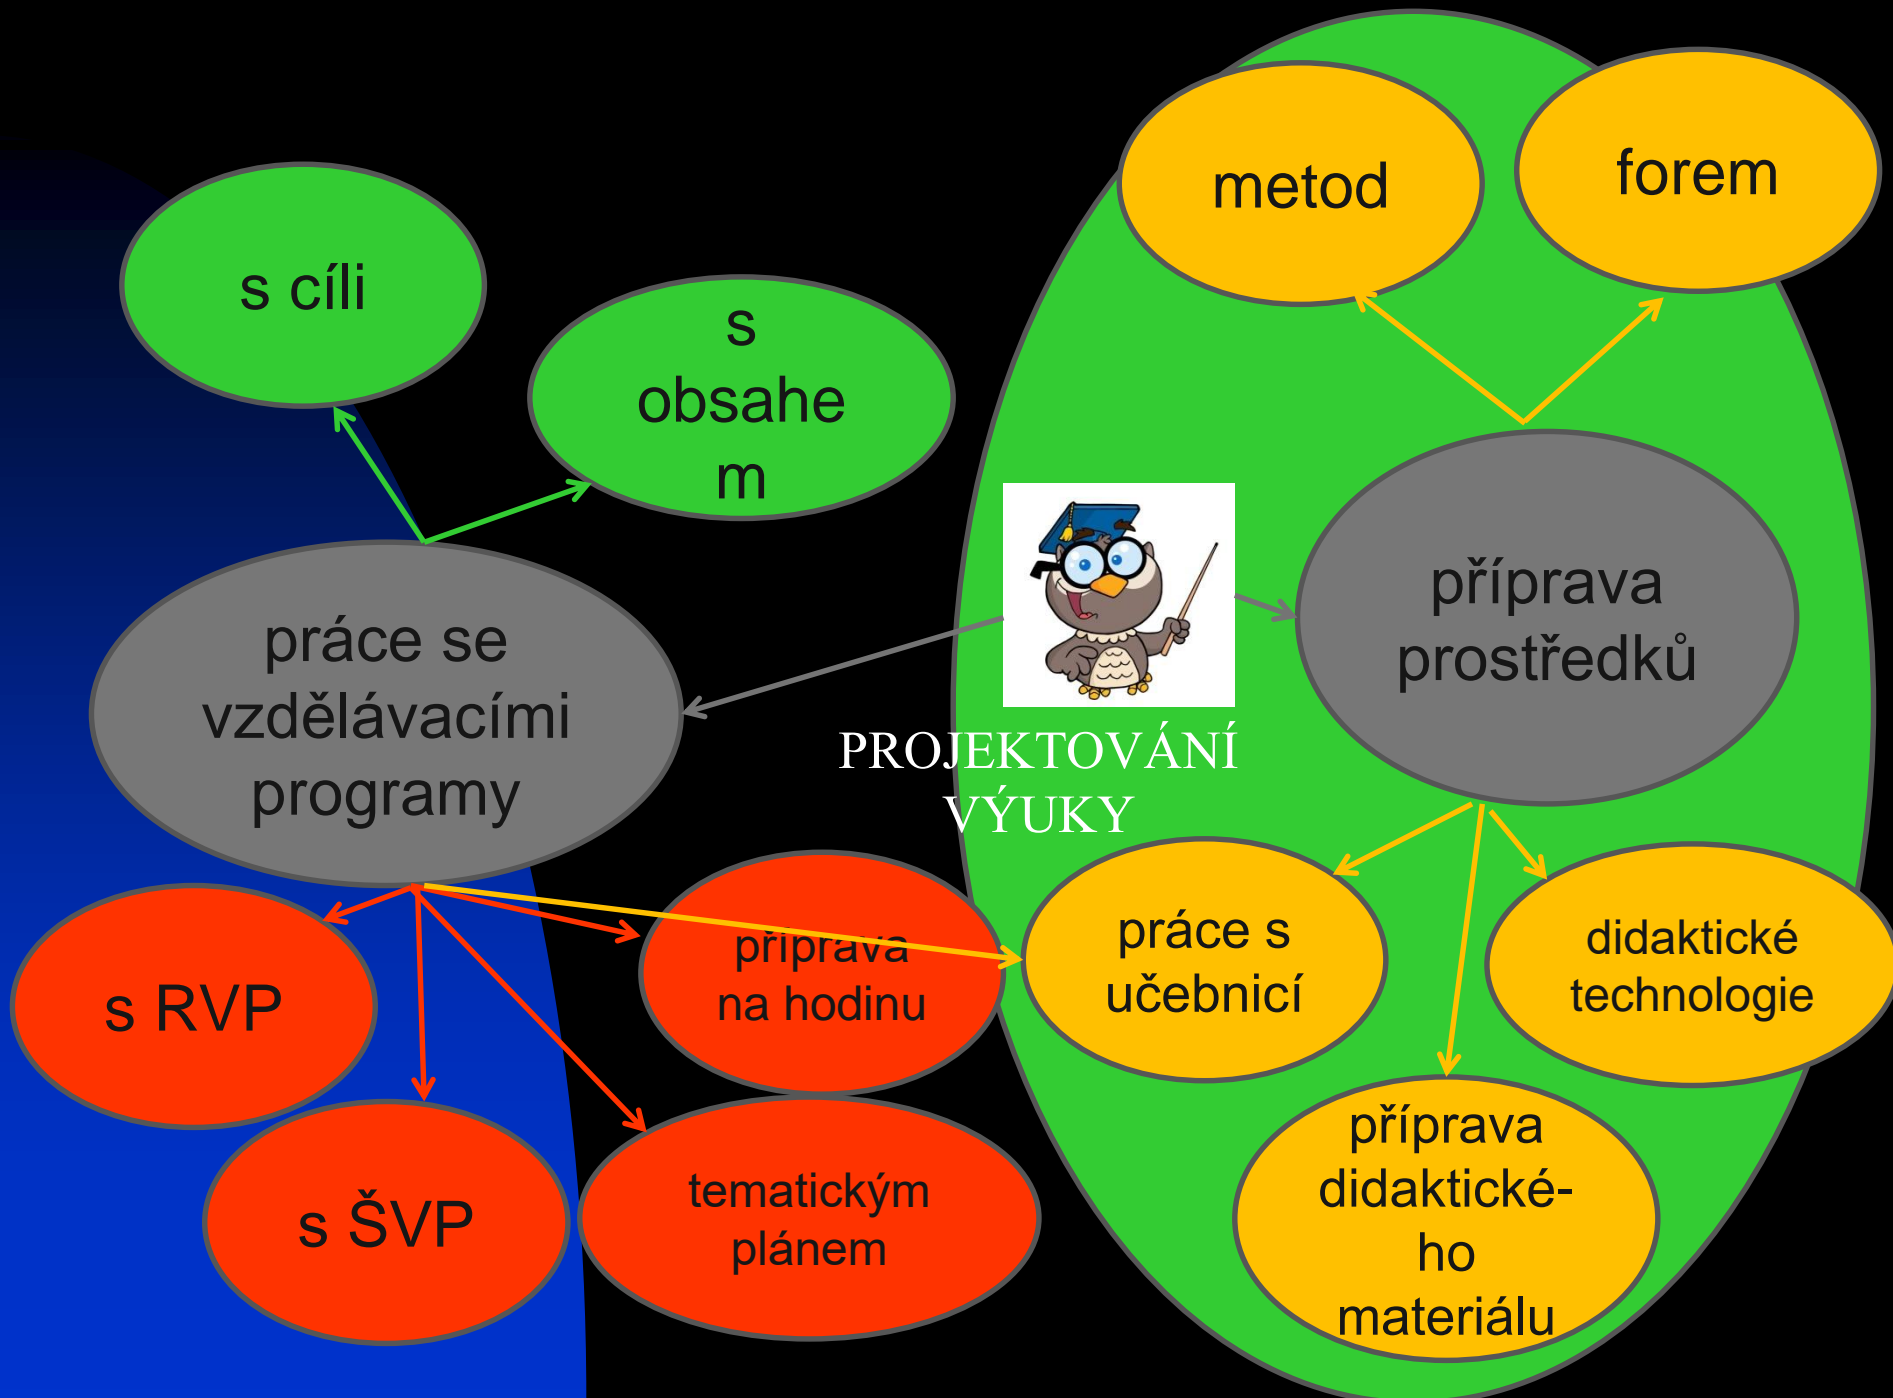 metod
forem
s cíli
s
obsahe
m
příprava
prostředků
práce se
vzdělávacími
programy
PROJEKTOVÁNÍ
VÝUKY
příprava
na hodinu
práce s
učebnicí
didaktické
technologie
s RVP
s ŠVP
tematickým
plánem
příprava
didaktické-
ho
materiálu